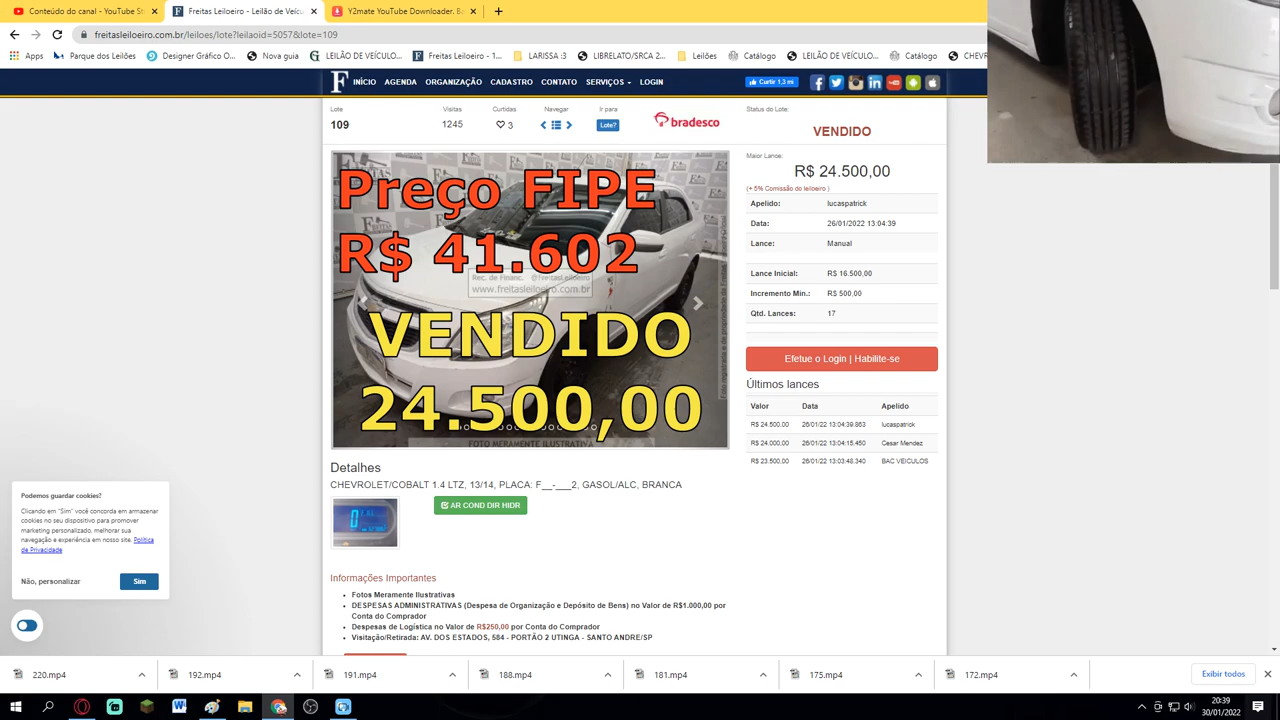 Conteúdo do canal - YouTube St
Freitas Leiloeiro - Leilão de Veícu
Y2mate YouTube Downloader. Ba
freitasleiloeiro.com.br/leiloes/lote?leilaoid=5057&lote=109
Apps
Parque dos Leilões
Designer Gráfico O...
Nova guia
LEILÃO DE VEÍCULO...
Freitas Leiloeiro - 1...
LARISSA :3
LIBRELATO/SRCA 2...
Leilões
Catálogo
LEILÃO DE VEÍCULO...
Catálogo
CHEV
INÍCIO AGENDA ORGANIZAÇÃO CADASTRO CONTATO SERVIÇOS LOGIN
Curtir 1,3 mi
Lote Visitas Curtidas Navegar Ir para
109 1245 3 Lote?
bradesco
Status do Lote:
VENDIDO
Maior Lance:
R$ 24.500,00
(+ 5% Comissão do leiloeiro )
Apelido: lucaspatrick
Data: 26/01/2022 13:04:39
Lance: Manual
Lance Inicial: R$ 16.500,00
Incremento Min.: R$ 500,00
Qtd. Lances: 17
Efetue o Login | Habilite-se
Últimos lances
Valor Data Apelido
R$ 24.500,00 26/01/22 13:04:39.863 lucaspatrick
R$ 24.000,00 26/01/22 13:04:15.450 Cesar Mendez
R$ 23.500,00 26/01/22 13:03:48.340 BAC VEICULOS
Preço FIPE
R$ 41.602
Rec. de Financ. @FreitasLeiloeiro
www.freitasleiloeiro.com.br
VENDIDO
24.500,00
FOTO MERAMENTE ILUSTRATIVA
Detalhes
CHEVROLET/COBALT 1.4 LTZ, 13/14, PLACA: F__-___2, GASOL/ALC, BRANCA
AR COND DIR HIDR
Informações Importantes
Fotos Meramente Ilustrativas
DESPESAS ADMINISTRATIVAS (Despesa de Organização e Depósito de Bens) no Valor de R$1.000,00 por
Conta do Comprador
Despesas de Logística no Valor de R$250,00 por Conta do Comprador
Visitação/Retirada: AV. DOS ESTADOS, 584 - PORTÃO 2 UTINGA - SANTO ANDRE/SP
Podemos guardar cookies?
Clicando em "Sim" você concorda em armazenar
cookies no seu dispositivo para promover
marketing personalizado, melhorar sua
navegação e experiência em nosso site. Política
de Privacidade
Não, personalizar
Sim
220.mp4
192.mp4
191.mp4
188.mp4
181.mp4
175.mp4
172.mp4
Exibir todos
20:39
30/01/2022